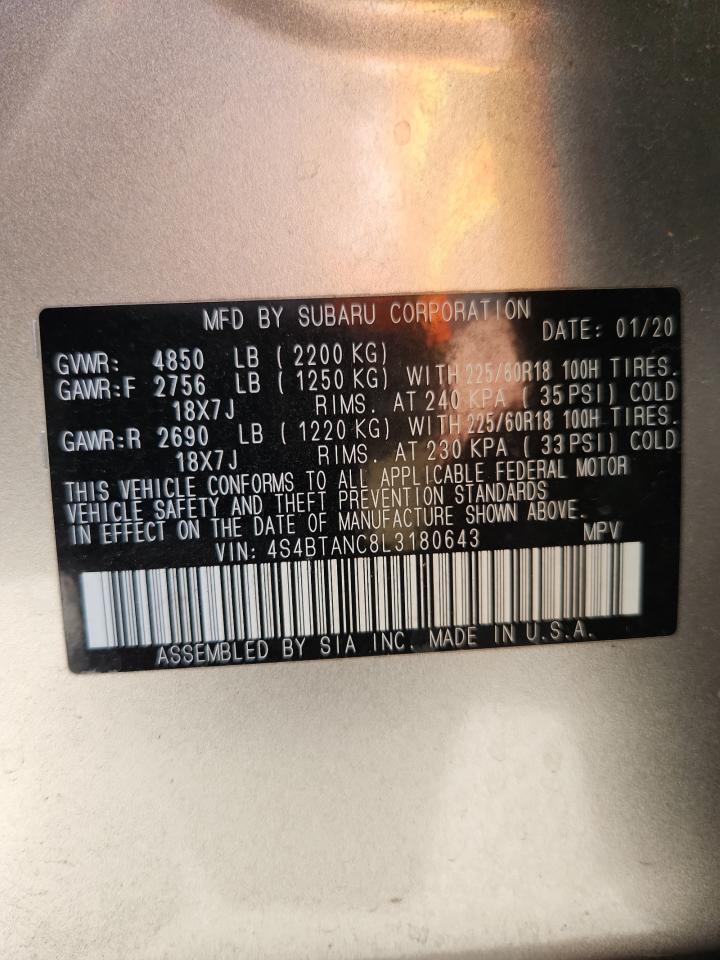 MFD BY SUBARU CORPORATION DATE: 01/20
GVWR: 4850 LB ( 2200 KG)
GAWR:F 2756 LB ( 1250 KG) WITH 225/60R18 100H TIRES.
18X7J RIMS. AT 240 KPA ( 35 PSI) COLD
GAWR:R 2690 LB ( 1220 KG) WITH 225/60R18 100H TIRES.
18X7J RIMS. AT 230 KPA ( 33 PSI) COLD
THIS VEHICLE CONFORMS TO ALL APPLICABLE FEDERAL MOTOR
VEHICLE SAFETY AND THEFT PREVENTION STANDARDS
IN EFFECT ON THE DATE OF MANUFACTURE SHOWN ABOVE.
VIN: 4S4BTANC8L3180643 MPV
ASSEMBLED BY SIA INC. MADE IN U.S.A.